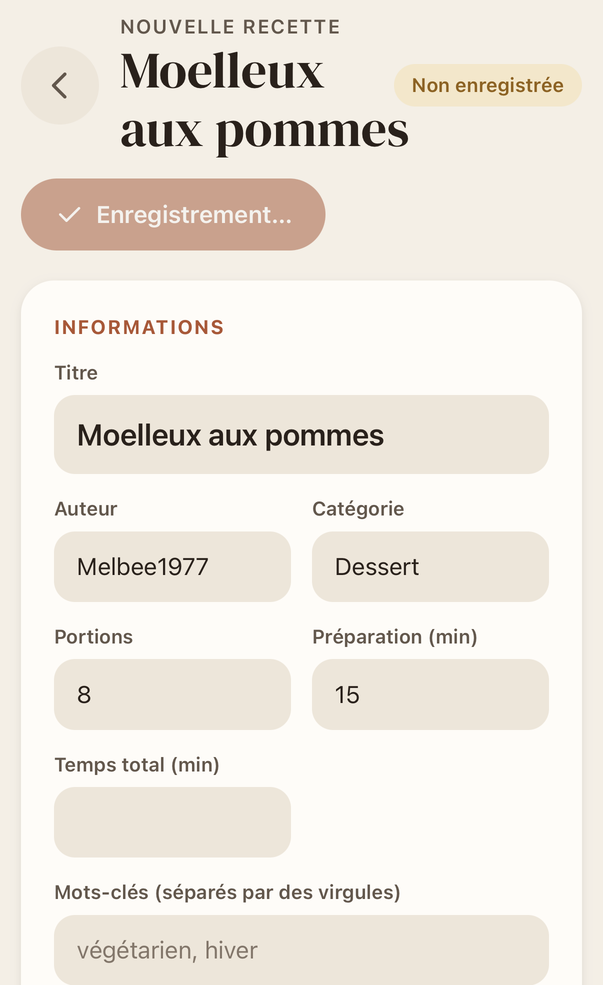 NOUVELLE RECETTE
Moelleux
aux pommes
Non enregistrée
Enregistrement...
INFORMATIONS
Titre
Moelleux aux pommes
Auteur
Catégorie
Melbee1977
Dessert
Portions
Préparation (min)
8
15
Temps total (min)
Mots-clés (séparés par des virgules)
végétarien, hiver